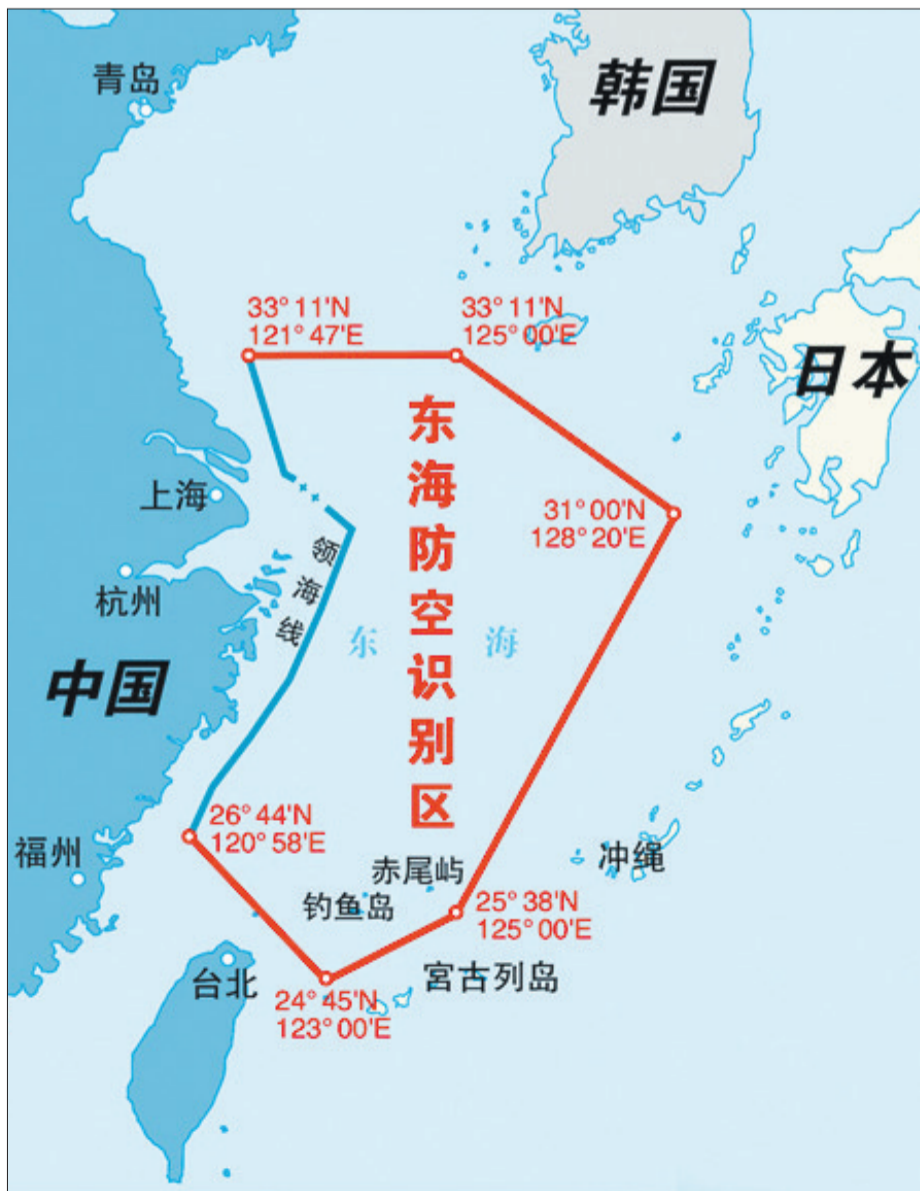 青岛
韩国
33°11'N
121°47'E
33°11'N
125°00'E
日本
东海防空识别区
上海
31°00'N
128°20'E
领海线
杭州
东海
中国
26°44'N
120°58'E
福州
赤尾屿
冲绳
钓鱼岛
25°38'N
125°00'E
台北
宮古列岛
24°45'N
123°00'E